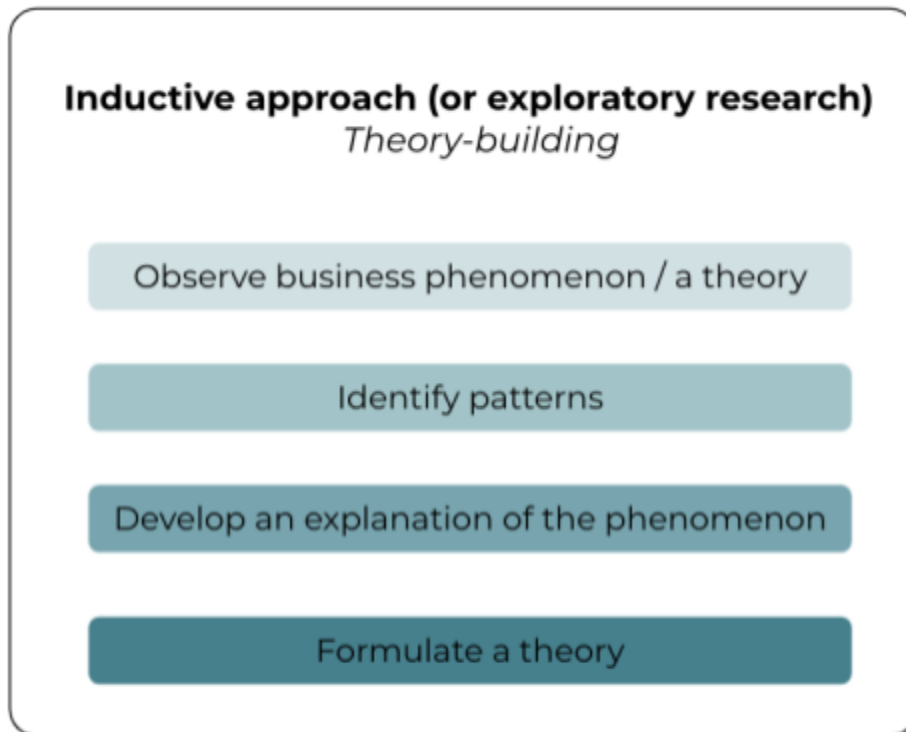 Inductive approach (or exploratory research)
Theory-building
Observe business phenomenon / a theory
Identify patterns
Develop an explanation of the phenomenon
Formulate a theory